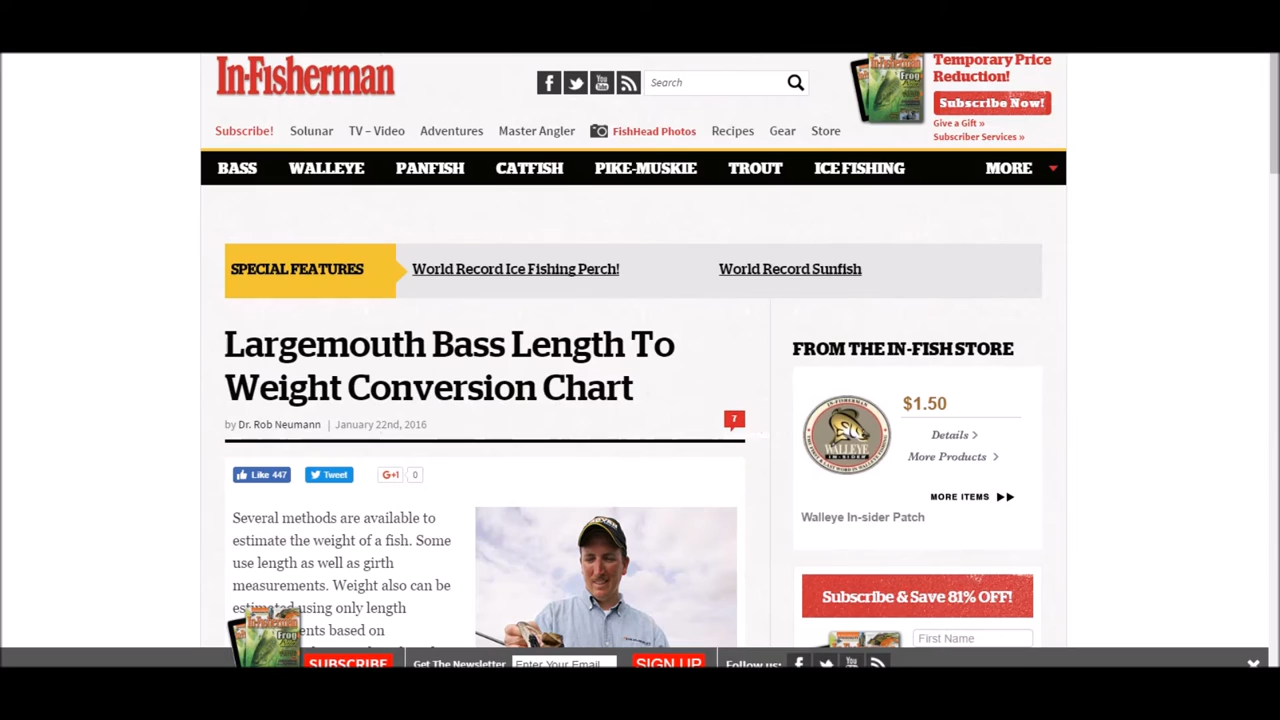 In-Fisherman
Search
Temporary Price
Reduction!
Subscribe Now!
Give a Gift »
Subscriber Services »
Subscribe! Solunar TV – Video Adventures Master Angler FishHead Photos Recipes Gear Store
BASS WALLEYE PANFISH CATFISH PIKE-MUSKIE TROUT ICE FISHING MORE
SPECIAL FEATURES World Record Ice Fishing Perch! World Record Sunfish
Largemouth Bass Length To
Weight Conversion Chart
by Dr. Rob Neumann | January 22nd, 2016
7
Like 447 Tweet G+1 0
Several methods are available to
estimate the weight of a fish. Some
use length as well as girth
measurements. Weight also can be
estimated using only length
ents based on
FROM THE IN-FISH STORE
WALLEYE
IN-SIDER
$1.50
Details >
More Products >
MORE ITEMS
Walleye In-sider Patch
Subscribe & Save 81% OFF!
First Name
SUBSCRIBE Get The Newsletter Enter Your Email SIGN UP Follow us: